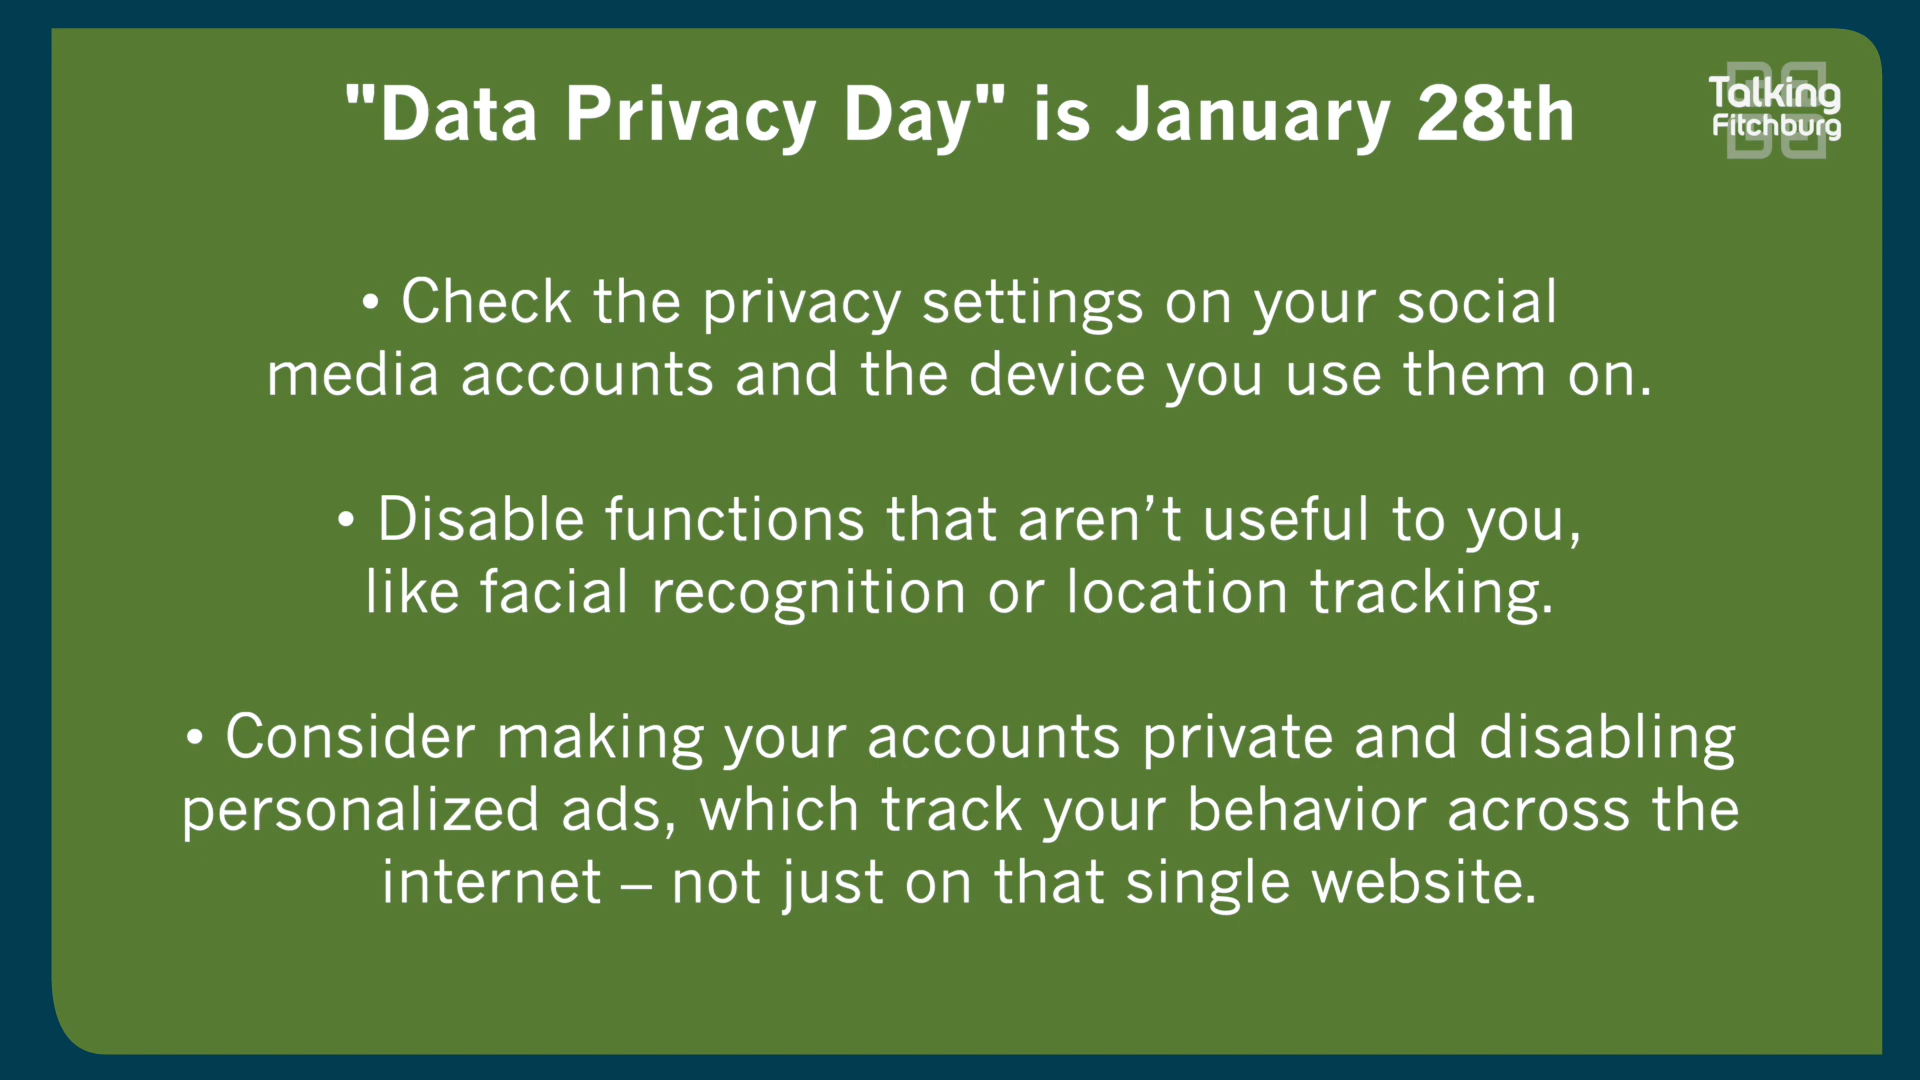 "Data Privacy Day" is January 28th
Talking
Fitchburg
• Check the privacy settings on your social
media accounts and the device you use them on.
• Disable functions that aren’t useful to you,
like facial recognition or location tracking.
• Consider making your accounts private and disabling
personalized ads, which track your behavior across the
internet – not just on that single website.